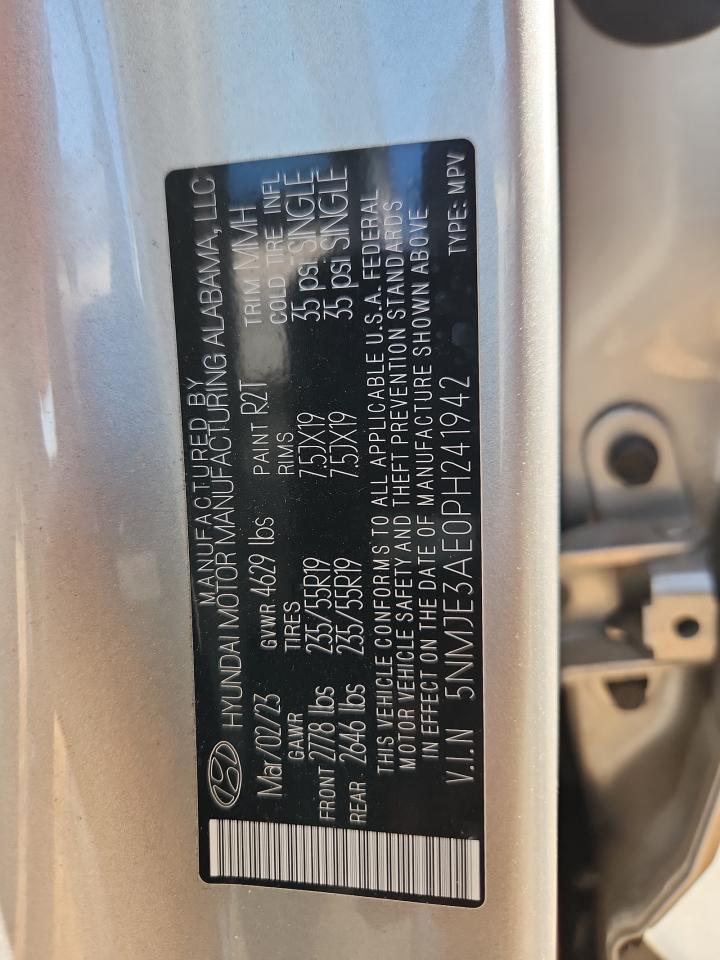 MANUFACTURED BY
HYUNDAI MOTOR MANUFACTURING ALABAMA, LLC
Mar/02/23 GVWR 4629 lbs PAINT R2T TRIM MMH
GAWR TIRES RIMS COLD TIRE INFL
FRONT 2778 lbs 235/55R19 7.5JX19 35 psi SINGLE
REAR 2646 lbs 235/55R19 7.5JX19 35 psi SINGLE
THIS VEHICLE CONFORMS TO ALL APPLICABLE U.S.A. FEDERAL
MOTOR VEHICLE SAFETY AND THEFT PREVENTION STANDARDS
IN EFFECT ON THE DATE OF MANUFACTURE SHOWN ABOVE
V.I.N 5NMJE3AE0PH241942 TYPE: MPV